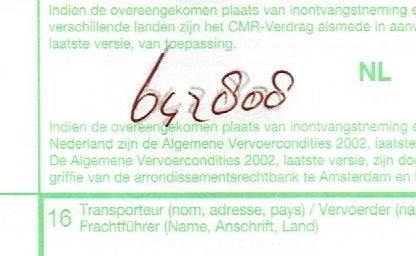 Indien de overeengekomen plaats van inontvangstneming e
verschillende landen zijn het CMR-Verdrag alsmede in aanv
laatste versie, van toepassing.
NL
642808
Indien de overeengekomen plaats van inontvangstneming e
Nederland zijn de Algemene Vervoercondities 2002, laatste
De Algemene Vervoercondities 2002, laatste versie, zijn doo
griffie van de arrondissementsrechtbank te Amsterdam en
16 Transporteur (nom, adresse, pays) / Vervoerder (na
Frachtführer (Name, Anschrift, Land)